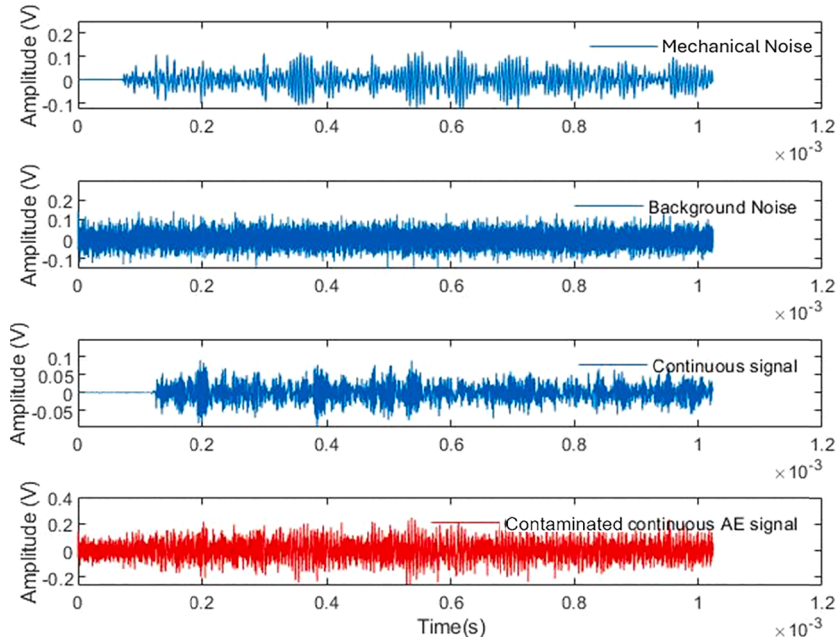 0.2
0.1
0
-0.1
Amplitude (V)
Mechanical Noise
0 0.2 0.4 0.6 0.8 1 1.2
×10-3
0.2
0.1
0
-0.1
Amplitude (V)
Background Noise
0 0.2 0.4 0.6 0.8 1 1.2
×10-3
0.1
0.05
0
-0.05
Amplitude (V)
Continuous signal
0 0.2 0.4 0.6 0.8 1 1.2
×10-3
0.4
0.2
0
-0.2
Amplitude (V)
Contaminated continuous AE signal
0 0.2 0.4 0.6 0.8 1 1.2
Time(s)
×10-3